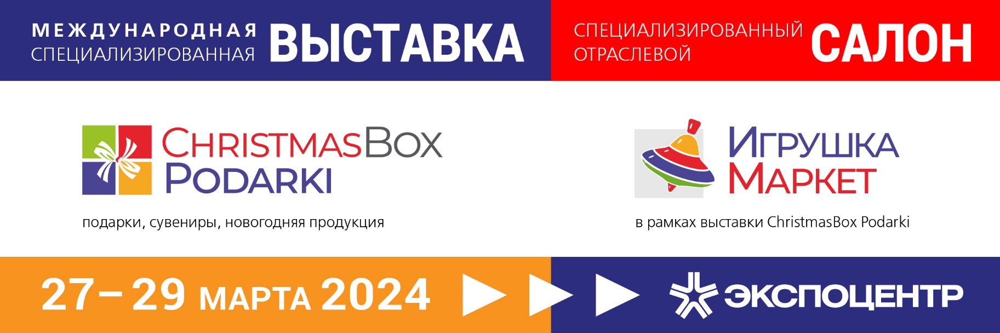 МЕЖДУНАРОДНАЯ
СПЕЦИАЛИЗИРОВАННАЯ
ВЫСТАВКА
СПЕЦИАЛИЗИРОВАННЫЙ
ОТРАСЛЕВОЙ
САЛОН
CHRISTMASBOX
PODARKI
подарки, сувениры, новогодняя продукция
ИГРУШКА
МАРКЕТ
в рамках выставки ChristmasBox Podarki
27–29 МАРТА 2024
ЭКСПОЦЕНТР